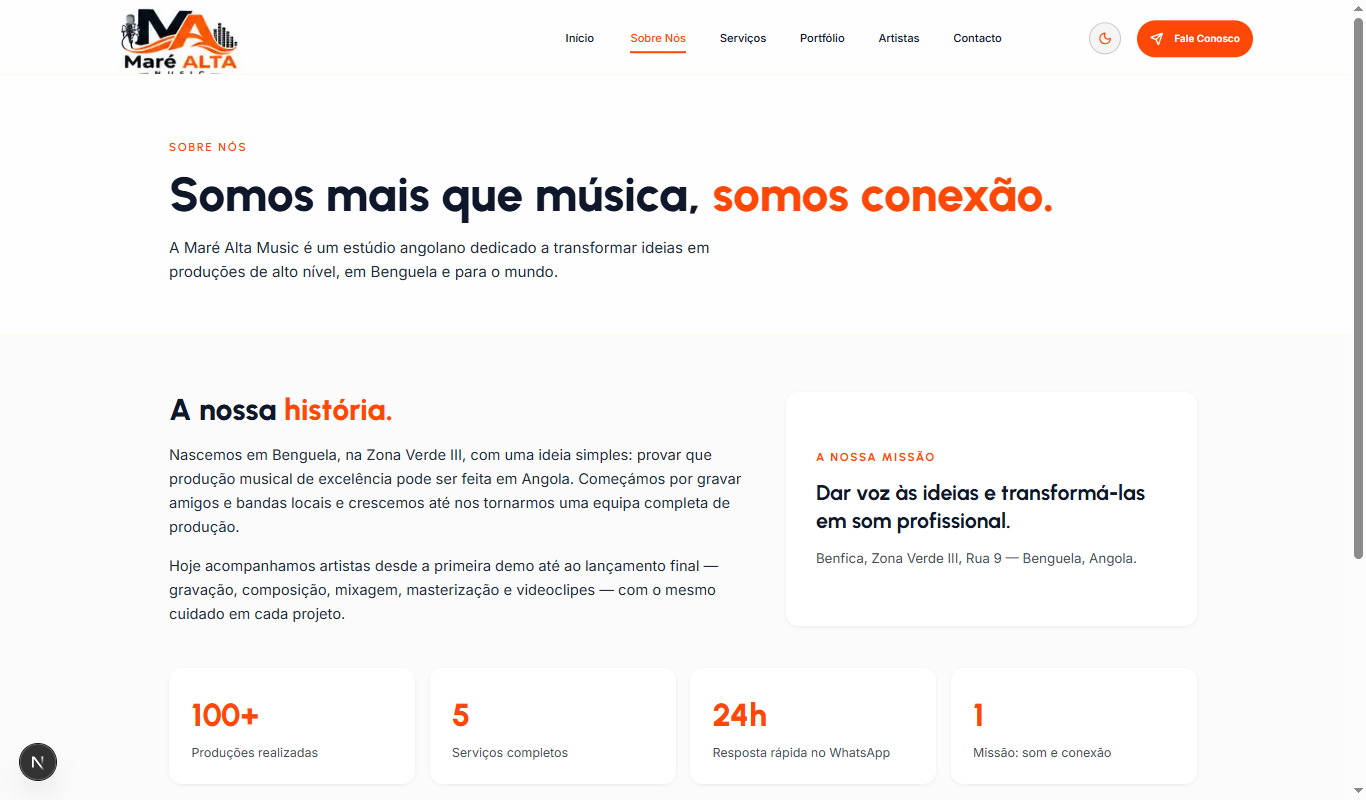 MA
Maré ALTA
MUSIC
Início
Sobre Nós
Serviços
Portfólio
Artistas
Contacto
Fale Conosco
SOBRE NÓS
Somos mais que música, somos conexão.
A Maré Alta Music é um estúdio angolano dedicado a transformar ideias em
produções de alto nível, em Benguela e para o mundo.
A nossa história.
Nascemos em Benguela, na Zona Verde III, com uma ideia simples: provar que
produção musical de excelência pode ser feita em Angola. Começámos por gravar
amigos e bandas locais e crescemos até nos tornarmos uma equipa completa de
produção.
Hoje acompanhamos artistas desde a primeira demo até ao lançamento final —
gravação, composição, mixagem, masterização e videoclipes — com o mesmo
cuidado em cada projeto.
A NOSSA MISSÃO
Dar voz às ideias e transformá-las
em som profissional.
Benfica, Zona Verde III, Rua 9 — Benguela, Angola.
100+
Produções realizadas
5
Serviços completos
24h
Resposta rápida no WhatsApp
1
Missão: som e conexão
N